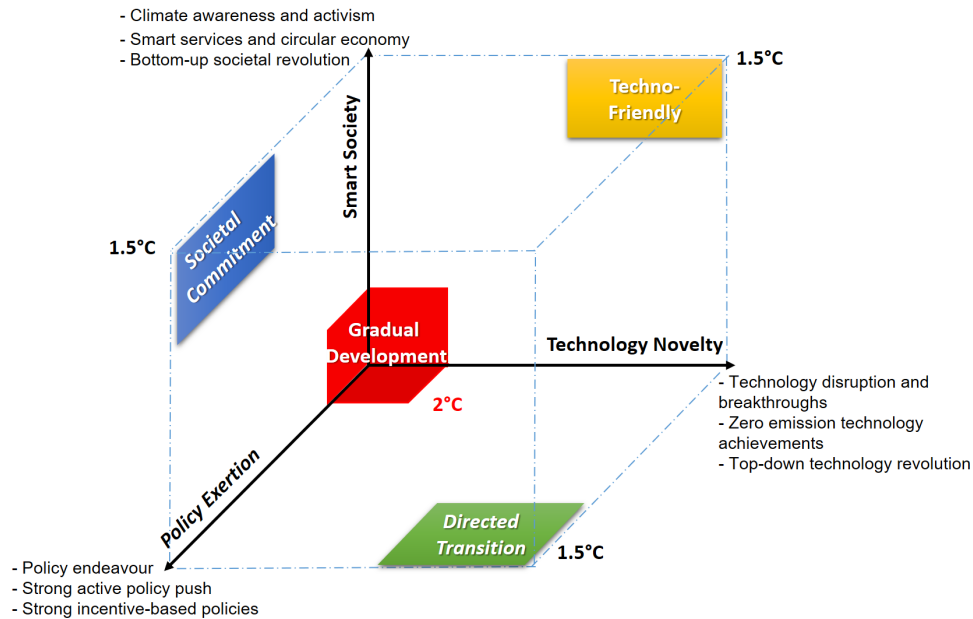 - Climate awareness and activism
- Smart services and circular economy
- Bottom-up societal revolution
Smart Society
1.5°C
Techno-
Friendly
Societal
Commitment
1.5°C
Gradual
Development
2°C
Technology Novelty
- Technology disruption and
breakthroughs
- Zero emission technology
achievements
- Top-down technology revolution
Policy Exertion
Directed
Transition
1.5°C
- Policy endeavour
- Strong active policy push
- Strong incentive-based policies